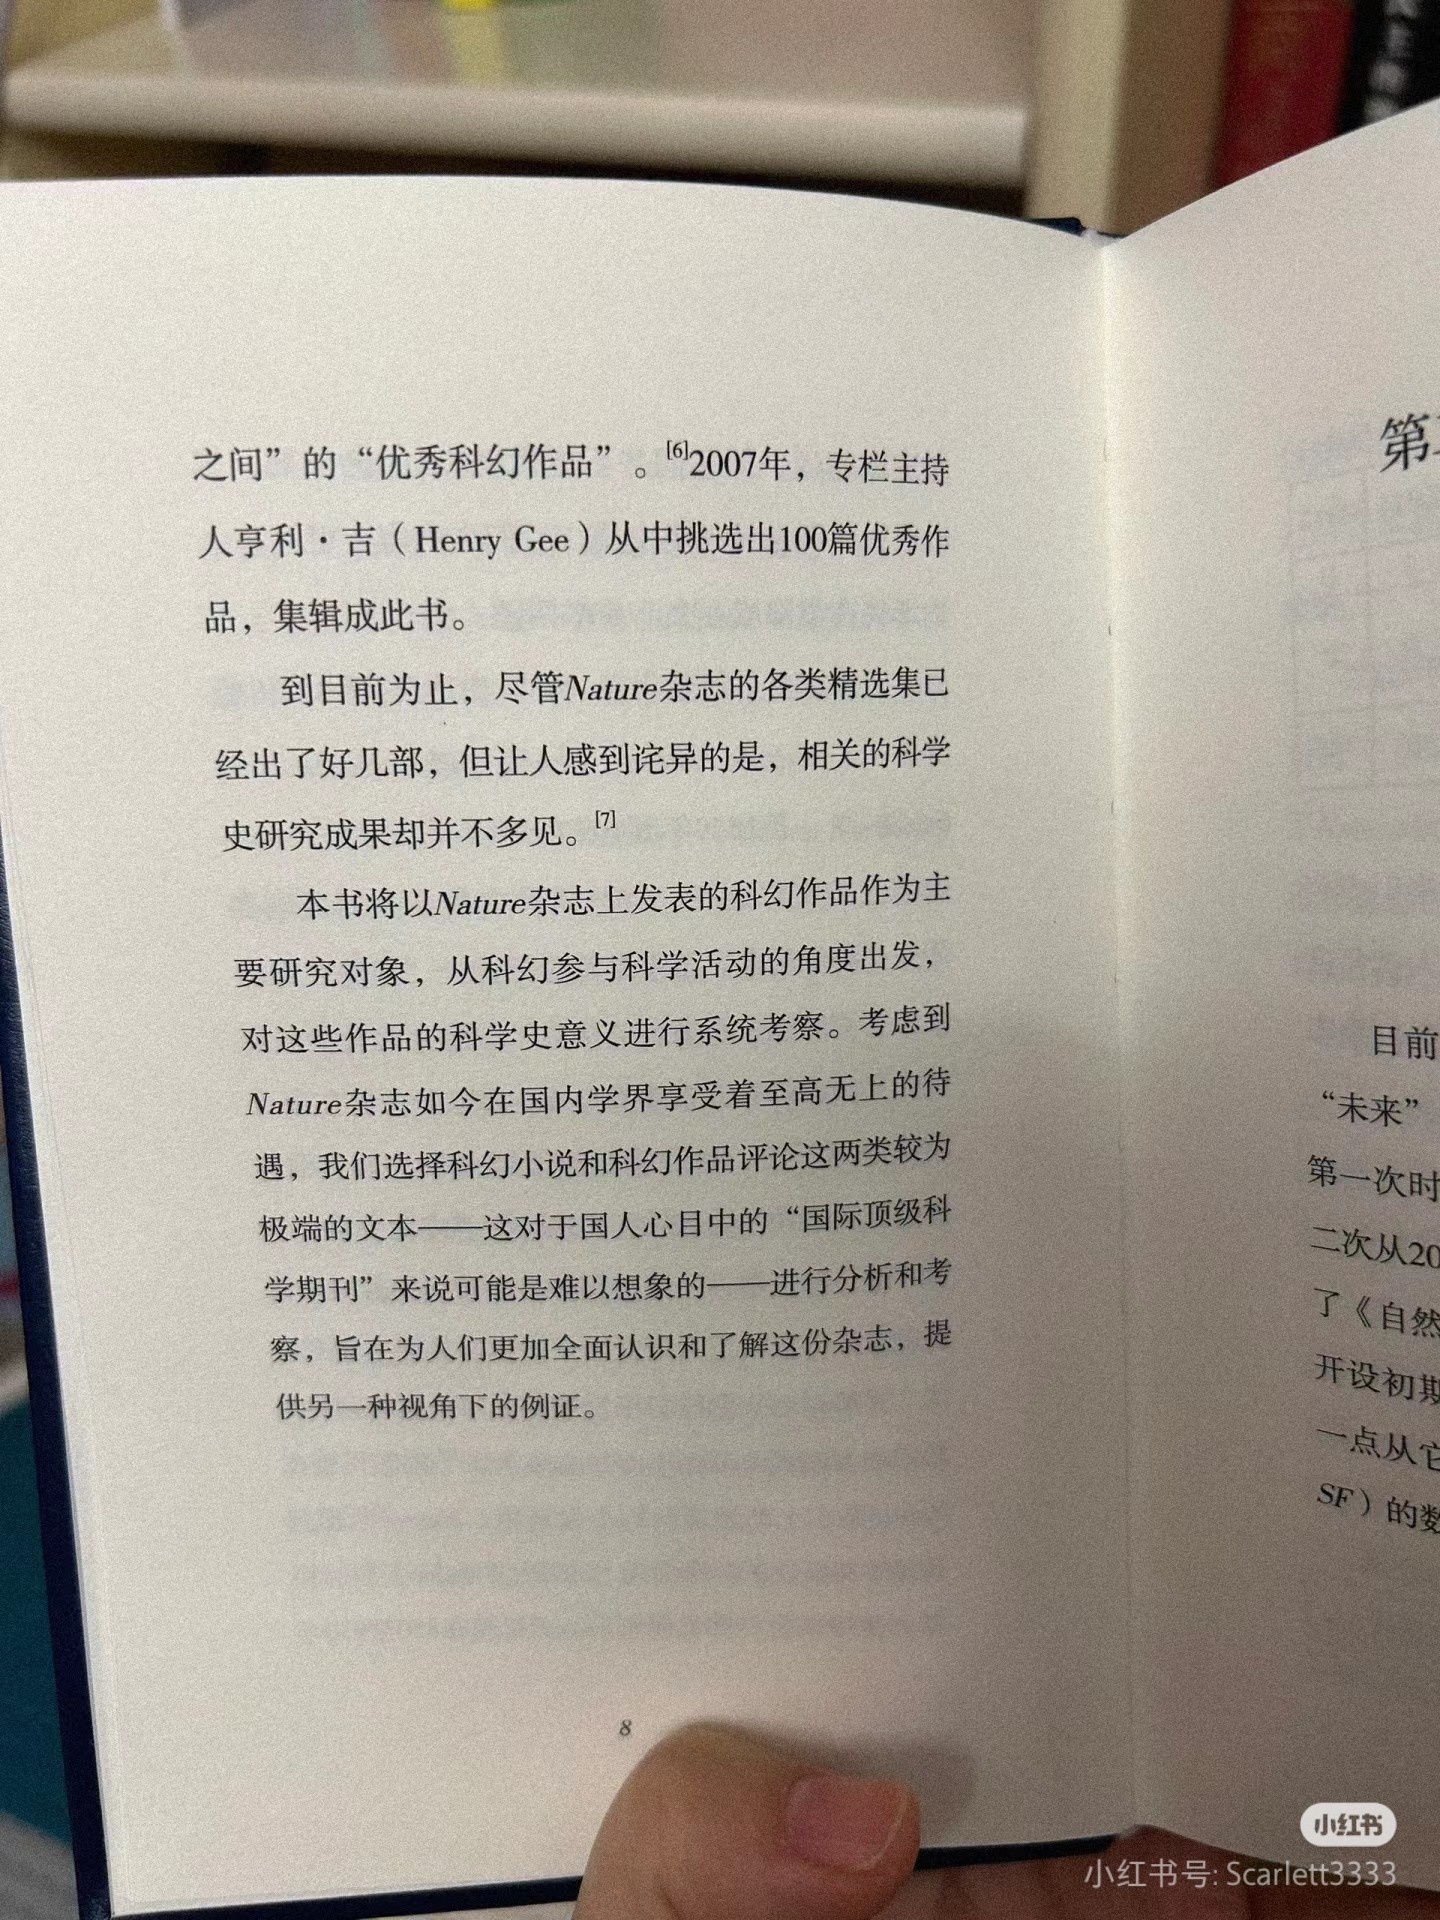 之间”的“优秀科幻作品”。[6]2007年，专栏主持
人亨利·吉（Henry Gee）从中挑选出100篇优秀作
品，集辑成此书。
到目前为止，尽管Nature杂志的各类精选集已
经出了好几部，但让人感到诧异的是，相关的科学
史研究成果却并不多见。[7]
本书将以Nature杂志上发表的科幻作品作为主
要研究对象，从科幻参与科学活动的角度出发，
对这些作品的科学史意义进行系统考察。考虑到
Nature杂志如今在国内学界享受着至高无上的待
遇，我们选择科幻小说和科幻作品评论这两类较为
极端的文本——这对于国人心目中的“国际顶级科
学期刊”来说可能是难以想象的——进行分析和考
察，旨在为人们更加全面认识和了解这份杂志，提
供另一种视角下的例证。
8
第
目前
“未来”
第一次时
二次从20
了《自然
开设初期
一点从它
SF）的数
小红书
小红书号: Scarlett3333